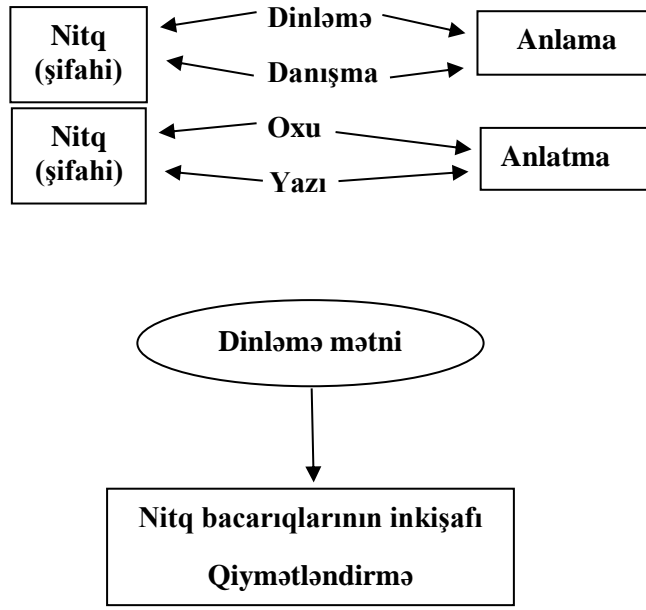 Nitq
(şifahi)
Dinləmə
Danışma
Anlama
Nitq
(şifahi)
Oxu
Yazı
Anlatma
Dinləmə mətni
Nitq bacarıqlarının inkişafı
Qiymətləndirmə